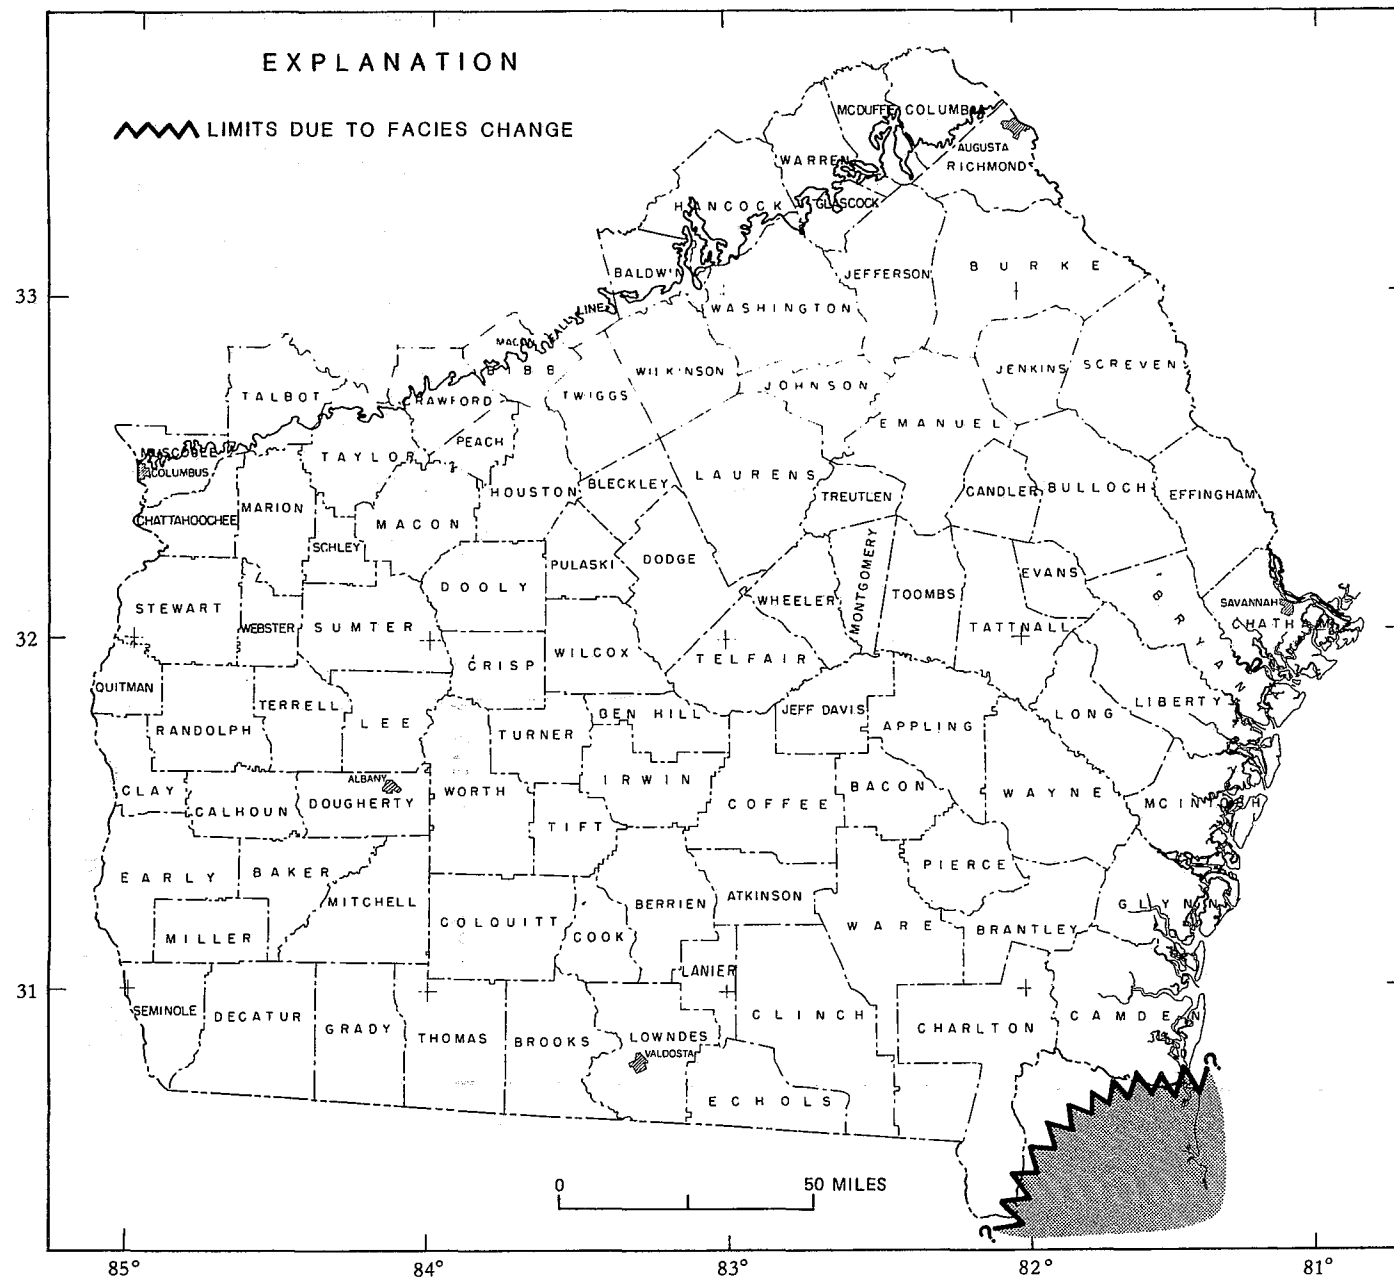 EXPLANATION
LIMITS DUE TO FACIES CHANGE
MCDUFFIE COLUMBIA
AUGUSTA
RICHMOND
WARREN
HANCOCK
GLASCOCK
BALDWIN
JEFFERSON
BURKE
33
WASHINGTON
FALL LINE
MACON
BIBB
WILKINSON
JENKINS
SCREVEN
TALBOT
CRAWFORD
TWIGGS
JOHNSON
EMANUEL
PEACH
MUSCOGEE
COLUMBUS
TAYLOR
HOUSTON
BLECKLEY
LAURENS
TREUTLEN
CANDLER
BULLOCH
EFFINGHAM
MARION
CHATTAHOOCHEE
MACON
SCHLEY
DOOLY
PULASKI
DODGE
WHEELER
MONTGOMERY
TOOMBS
EVANS
BRYAN
SAVANNAH
CHATHAM
STEWART
WEBSTER
SUMTER
32
CRISP
WILCOX
TELFAIR
TATTNALL
QUITMAN
TERRELL
RANDOLPH
LEE
TURNER
BEN HILL
JEFF DAVIS
APPLING
LONG
LIBERTY
CLAY
CALHOUN
ALBANY
DOUGHERTY
WORTH
IRWIN
COFFEE
BACON
WAYNE
MCINTOSH
TIFT
EARLY
BAKER
MITCHELL
PIERCE
ATKINSON
BERRIEN
COLQUITT
COOK
WARE
BRANTLEY
GLYNN
MILLER
LANIER
31
SEMINOLE
DECATUR
GRADY
THOMAS
BROOKS
LOWNDES
VALDOSTA
CLINCH
CHARLTON
CAMDEN
?
ECHOLS
0 50 MILES
?
85° 84° 83° 82° 81°